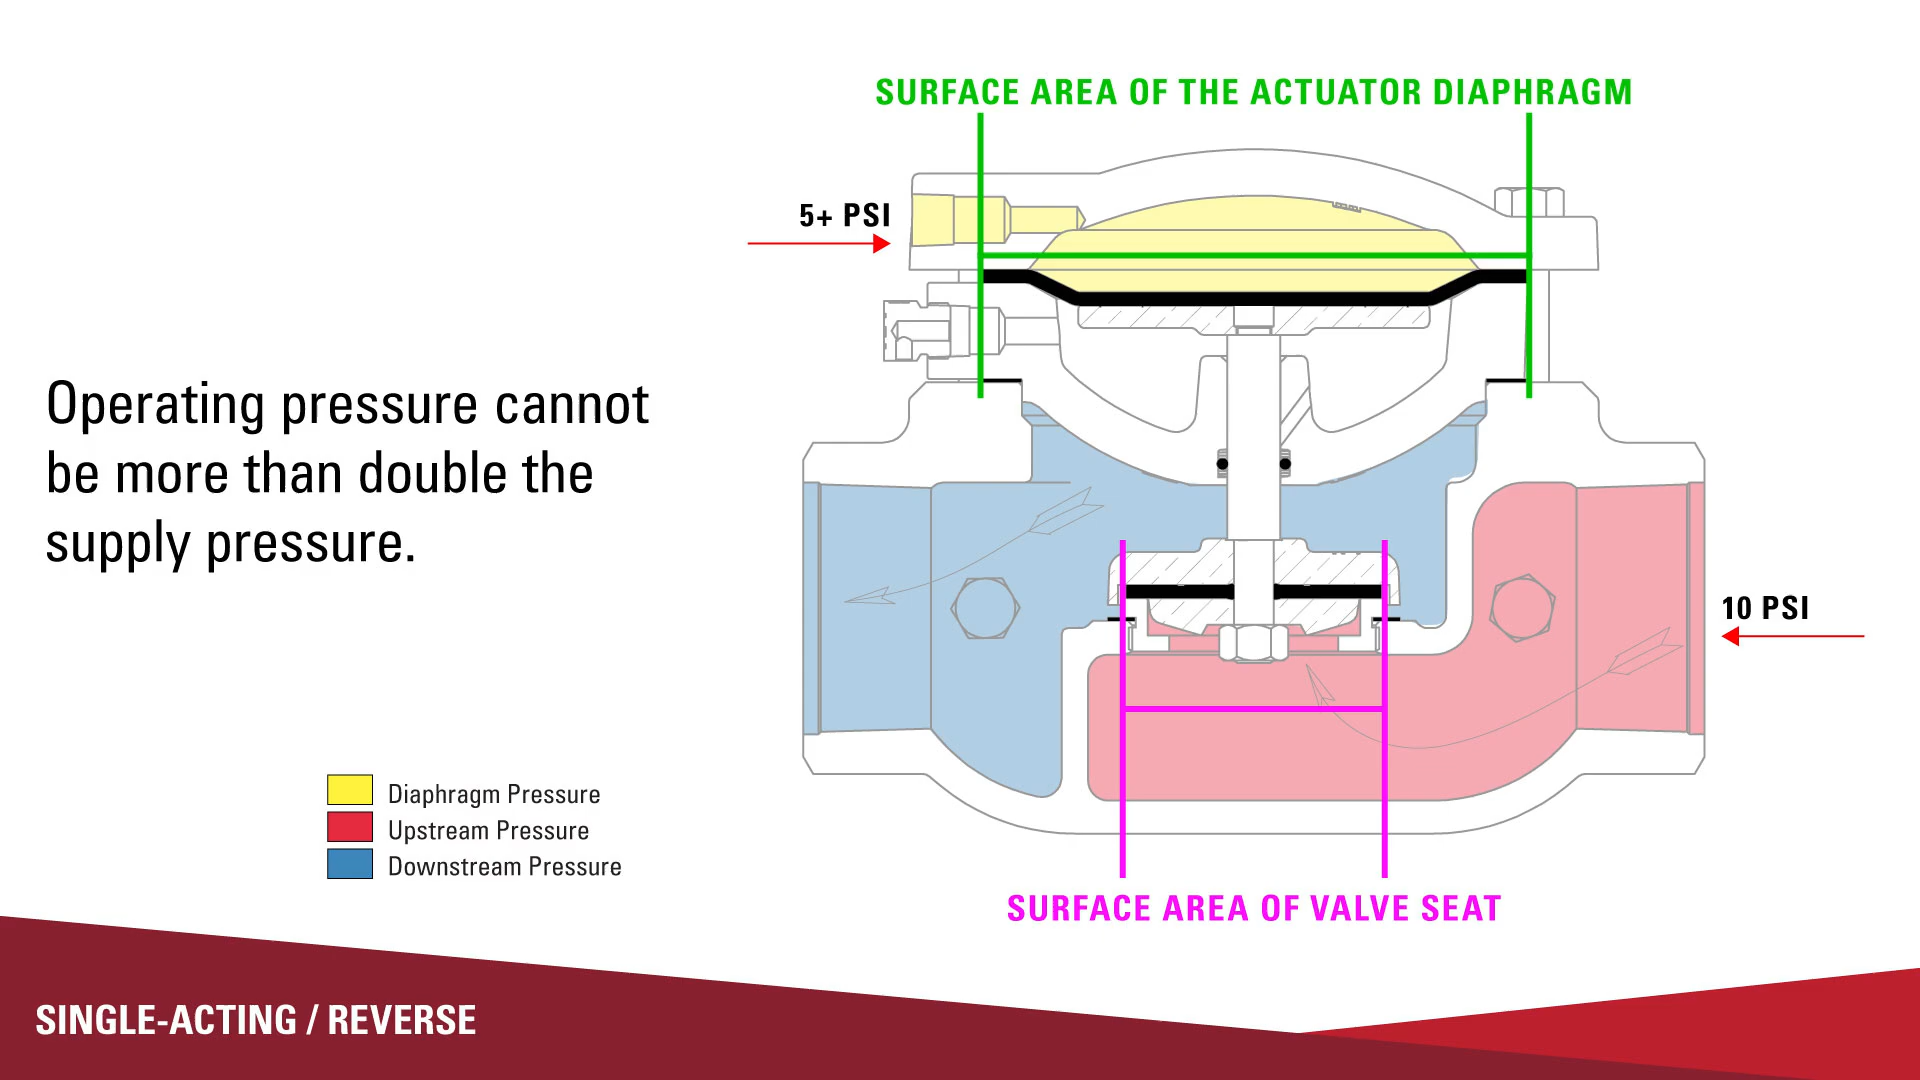 SURFACE AREA OF THE ACTUATOR DIAPHRAGM
5+ PSI
Operating pressure cannot
be more than double the
supply pressure.
10 PSI
Diaphragm Pressure
Upstream Pressure
Downstream Pressure
SURFACE AREA OF VALVE SEAT
SINGLE-ACTING / REVERSE